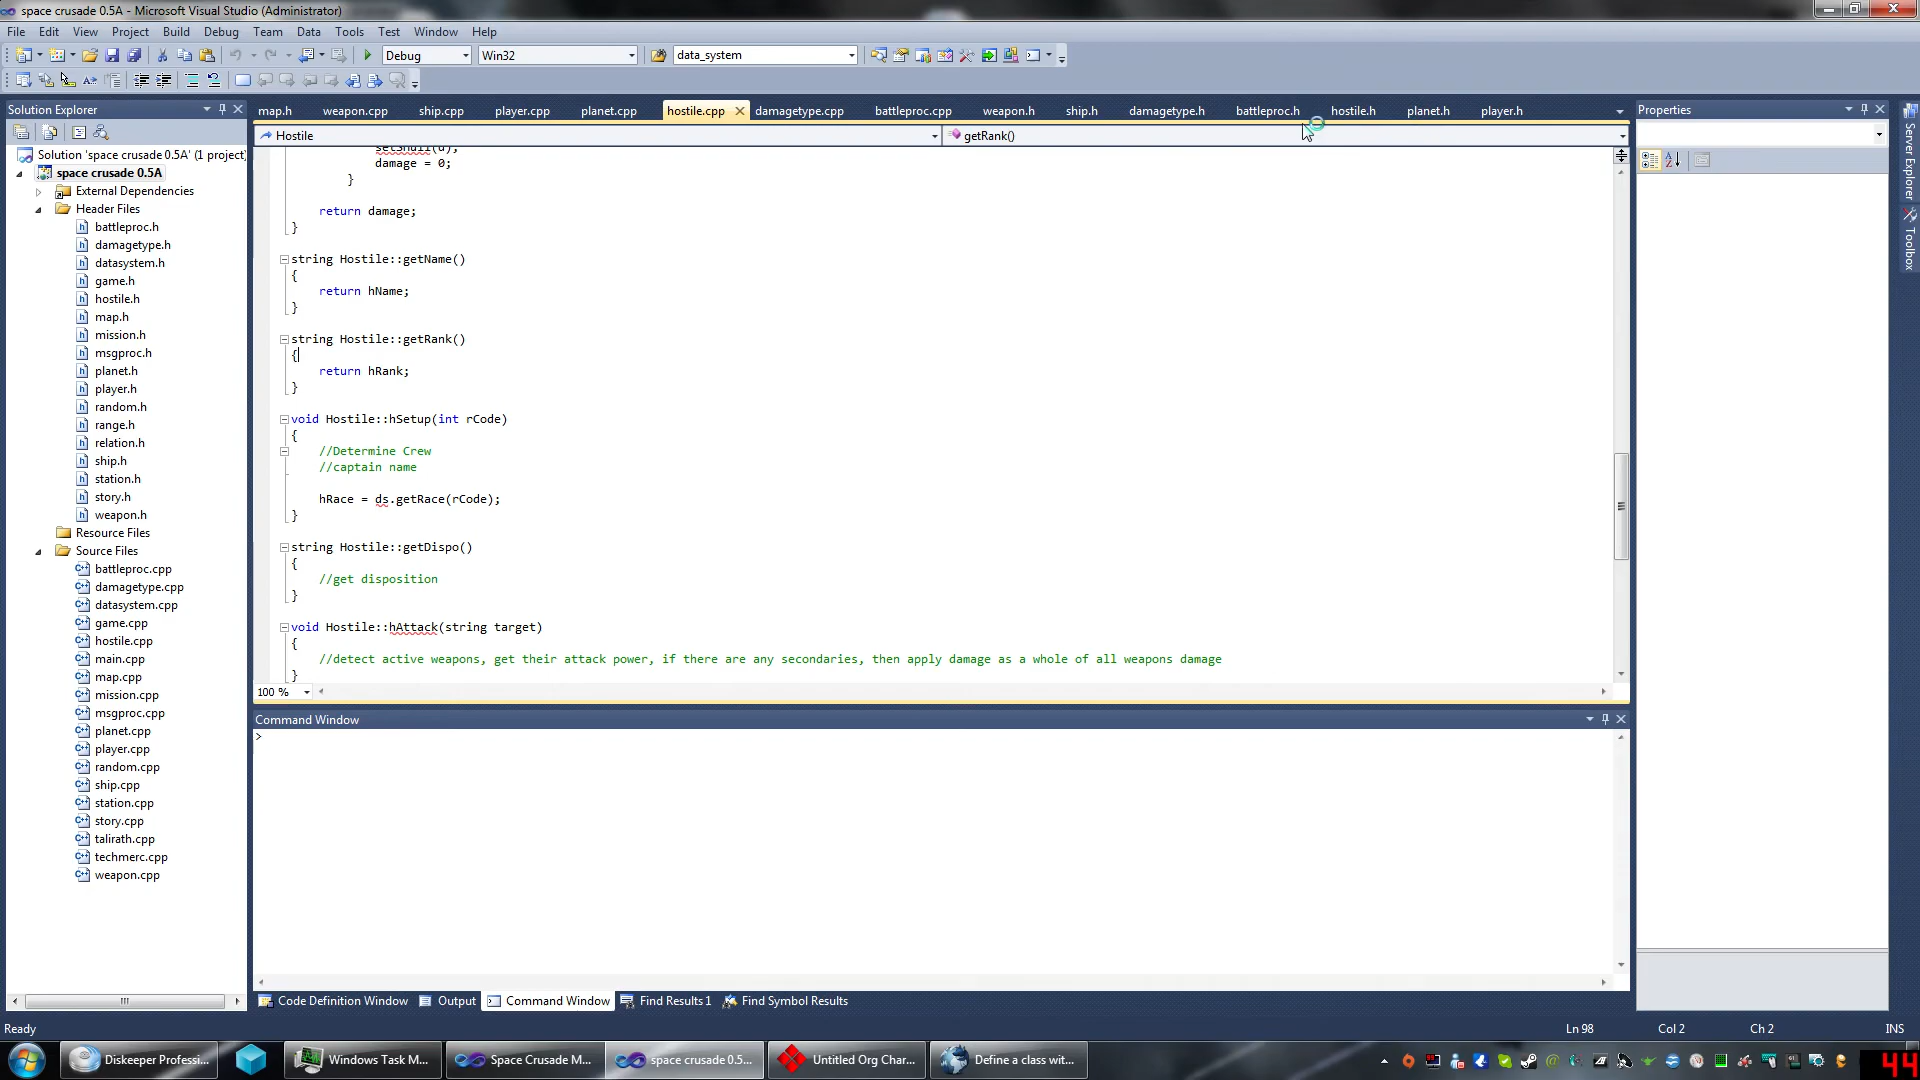 space crusade 0.5A - Microsoft Visual Studio (Administrator)
File Edit View Project Build Debug Team Data Tools Test Window Help
Debug Win32 data_system
Solution Explorer
map.h weapon.cpp ship.cpp player.cpp planet.cpp hostile.cpp damagetype.cpp battleproc.cpp weapon.h ship.h damagetype.h battleproc.h hostile.h planet.h player.h
Properties
Hostile getRank()
Solution 'space crusade 0.5A' (1 project)
space crusade 0.5A
External Dependencies
Header Files
battleproc.h
damagetype.h
datasystem.h
game.h
hostile.h
map.h
mission.h
msgproc.h
planet.h
player.h
random.h
range.h
relation.h
ship.h
station.h
story.h
weapon.h
Resource Files
Source Files
battleproc.cpp
damagetype.cpp
datasystem.cpp
game.cpp
hostile.cpp
main.cpp
map.cpp
mission.cpp
msgproc.cpp
planet.cpp
player.cpp
random.cpp
ship.cpp
station.cpp
story.cpp
talirath.cpp
techmerc.cpp
weapon.cpp
damage = 0;
}
return damage;
}
string Hostile::getName()
{
return hName;
}
string Hostile::getRank()
{
return hRank;
}
void Hostile::hSetup(int rCode)
{
//Determine Crew
//captain name
hRace = ds.getRace(rCode);
}
string Hostile::getDispo()
{
//get disposition
}
void Hostile::hAttack(string target)
{
//detect active weapons, get their attack power, if there are any secondaries, then apply damage as a whole of all weapons damage
}
100 %
Command Window
>
Code Definition Window Output Command Window Find Results 1 Find Symbol Results
Server Explorer
Toolbox
Ready Ln 98 Col 2 Ch 2 INS
Diskeeper Professi... Windows Task M... Space Crusade M... space crusade 0.5... Untitled Org Char... Define a class wit...
44